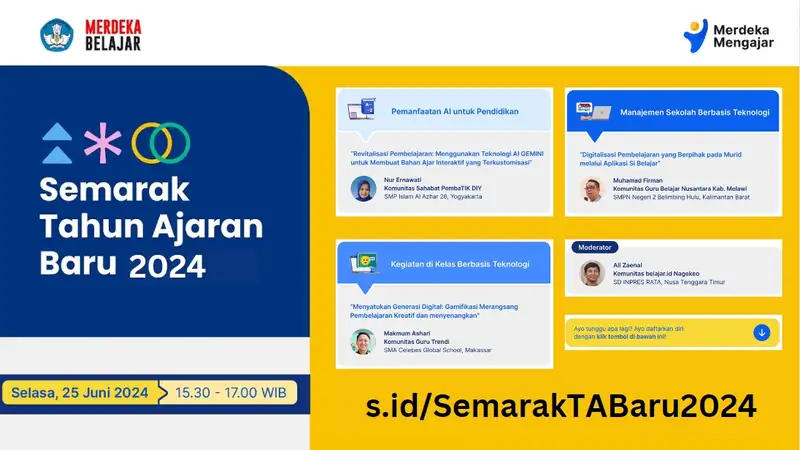 MERDEKA
BELAJAR
Merdeka
Mengajar
Semarak
Tahun Ajaran
Baru 2024
Selasa, 25 Juni 2024
15.30 - 17.00 WIB
Pemanfaatan AI untuk Pendidikan
"Revitalisasi Pembelajaran: Menggunakan Teknologi AI GEMINI
untuk Membuat Bahan Ajar Interaktif yang Terkustomisasi"
Nur Ernawati
Komunitas Sahabat PembaTIK DIY
SMP Islam Al Azhar 26, Yogyakarta
Manajemen Sekolah Berbasis Teknologi
"Digitalisasi Pembelajaran yang Berpihak pada Murid
melalui Aplikasi Si Belajar"
Muhamad Firman
Komunitas Guru Belajar Nusantara Kab. Melawi
SMPN Negeri 2 Belimbing Hulu, Kalimantan Barat
Kegiatan di Kelas Berbasis Teknologi
"Menyatukan Generasi Digital: Gamifikasi Merangsang
Pembelajaran Kreatif dan menyenangkan"
Makmum Ashari
Komunitas Guru Trendi
SMA Celebes Global School, Makassar
Moderator
Ali Zaenal
Komunitas belajar.id Nagekeo
SD INPRES RATA, Nusa Tenggara Timur
Ayo tunggu apa lagi? Ayo daftarkan diri
dengan klik tombol di bawah ini!
s.id/SemarakTABaru2024